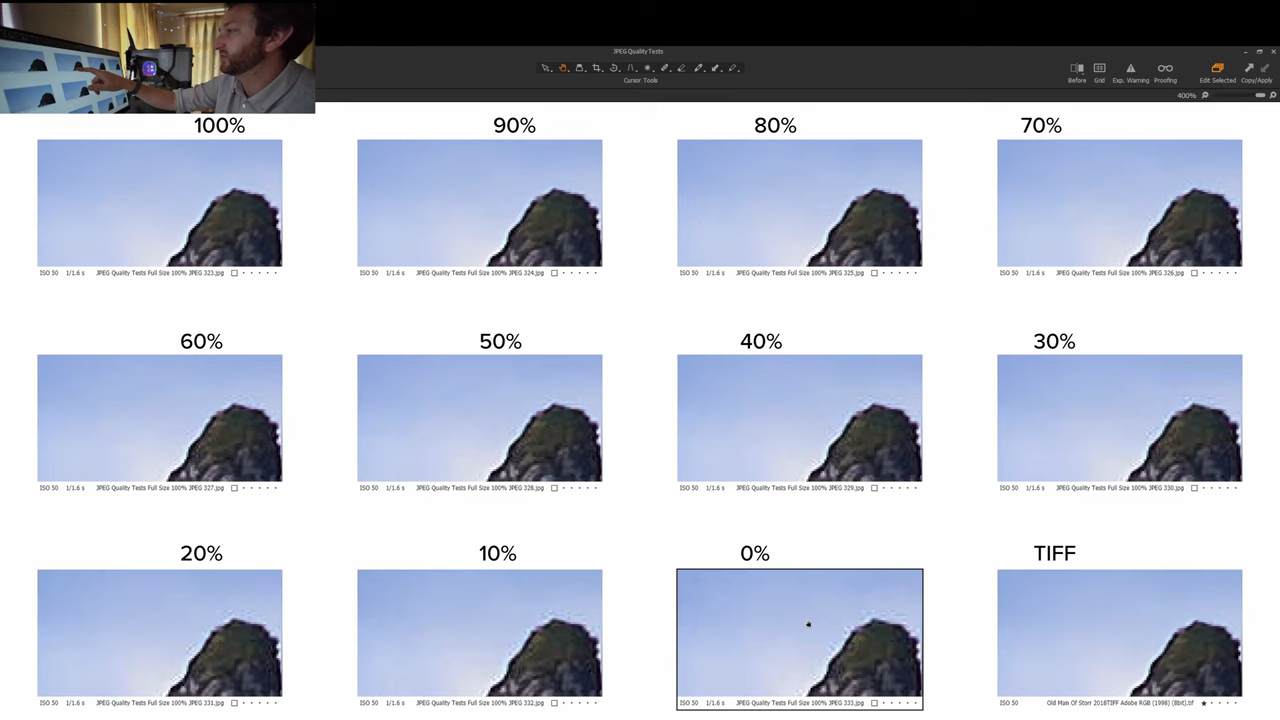 JPEG Quality Tests
Cursor Tools
Before Grid Exp. Warning Proofing Edit Selected Copy/Apply
400%
100% 90% 80% 70%
ISO 50 1/1.6 s JPEG Quality Tests Full Size 100% JPEG 323.jpg
ISO 50 1/1.6 s JPEG Quality Tests Full Size 100% JPEG 324.jpg
ISO 50 1/1.6 s JPEG Quality Tests Full Size 100% JPEG 325.jpg
ISO 50 1/1.6 s JPEG Quality Tests Full Size 100% JPEG 326.jpg
60% 50% 40% 30%
ISO 50 1/1.6 s JPEG Quality Tests Full Size 100% JPEG 327.jpg
ISO 50 1/1.6 s JPEG Quality Tests Full Size 100% JPEG 328.jpg
ISO 50 1/1.6 s JPEG Quality Tests Full Size 100% JPEG 329.jpg
ISO 50 1/1.6 s JPEG Quality Tests Full Size 100% JPEG 330.jpg
20% 10% 0% TIFF
ISO 50 1/1.6 s JPEG Quality Tests Full Size 100% JPEG 331.jpg
ISO 50 1/1.6 s JPEG Quality Tests Full Size 100% JPEG 332.jpg
ISO 50 1/1.6 s JPEG Quality Tests Full Size 100% JPEG 333.jpg
ISO 50 Old Man Of Storr 2018TIFF Adobe RGB (1998) (8bt).tif